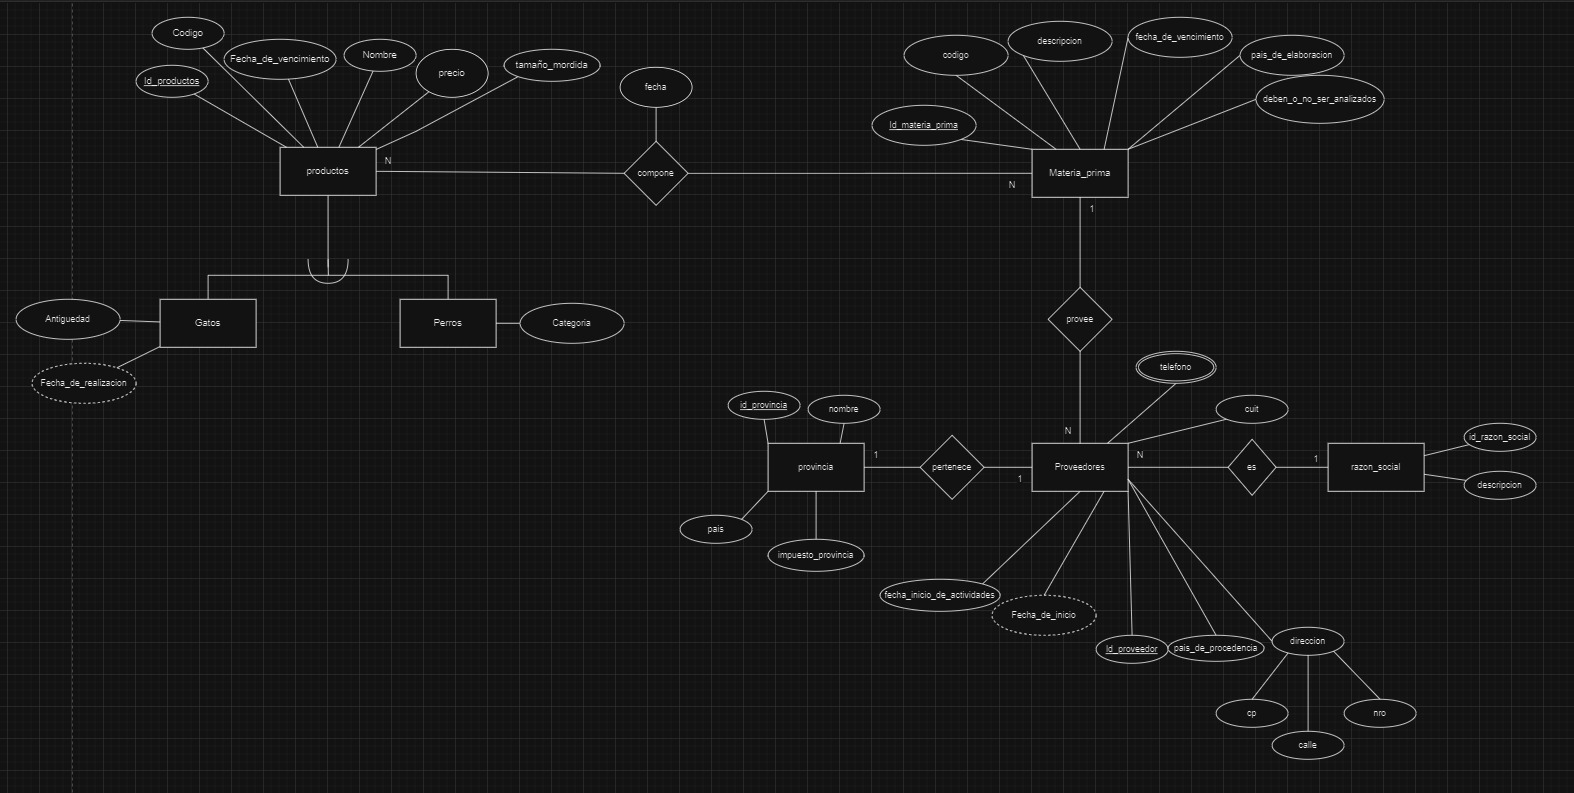 Codigo
Fecha_de_vencimiento
Nombre
precio
tamaño_mordida
Id_productos
fecha
productos
N
compone
N
codigo
descripcion
fecha_de_vencimiento
pais_de_elaboracion
deben_o_no_ser_analizados
Id_materia_prima
Materia_prima
1
Antiguedad
Gatos
Perros
Categoria
Fecha_de_realizacion
provee
telefono
cuit
N
id_provincia
nombre
provincia
1
pertenece
1
Proveedores
N
es
1
razon_social
id_razon_social
descripcion
pais
impuesto_provincia
fecha_inicio_de_actividades
Fecha_de_inicio
Id_proveedor
pais_de_procedencia
direccion
cp
calle
nro